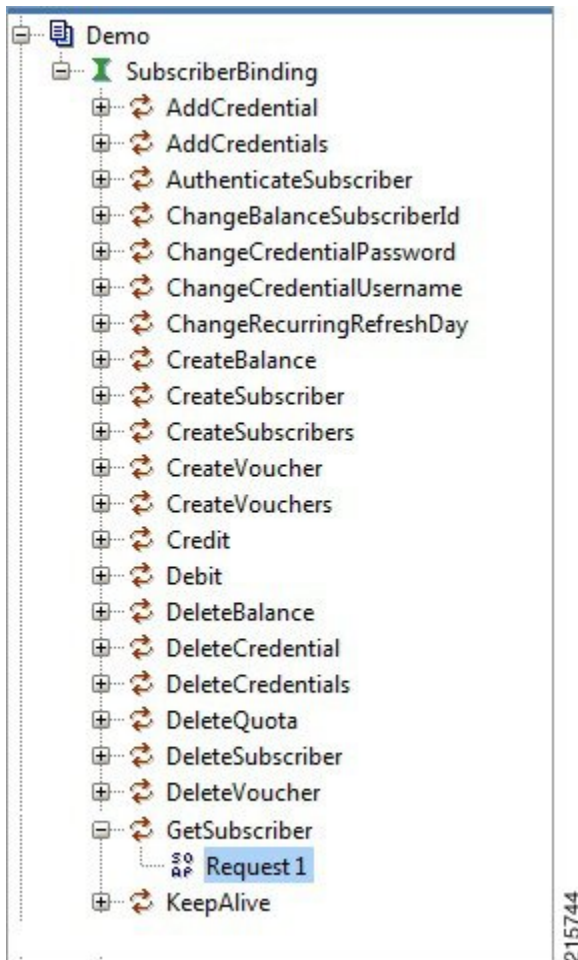 Demo
SubscriberBinding
AddCredential
AddCredentials
AuthenticateSubscriber
ChangeBalanceSubscriberId
ChangeCredentialPassword
ChangeCredentialUsername
ChangeRecurringRefreshDay
CreateBalance
CreateSubscriber
CreateSubscribers
CreateVoucher
CreateVouchers
Credit
Debit
DeleteBalance
DeleteCredential
DeleteCredentials
DeleteQuota
DeleteSubscriber
DeleteVoucher
GetSubscriber
SOAP Request 1
KeepAlive
215744